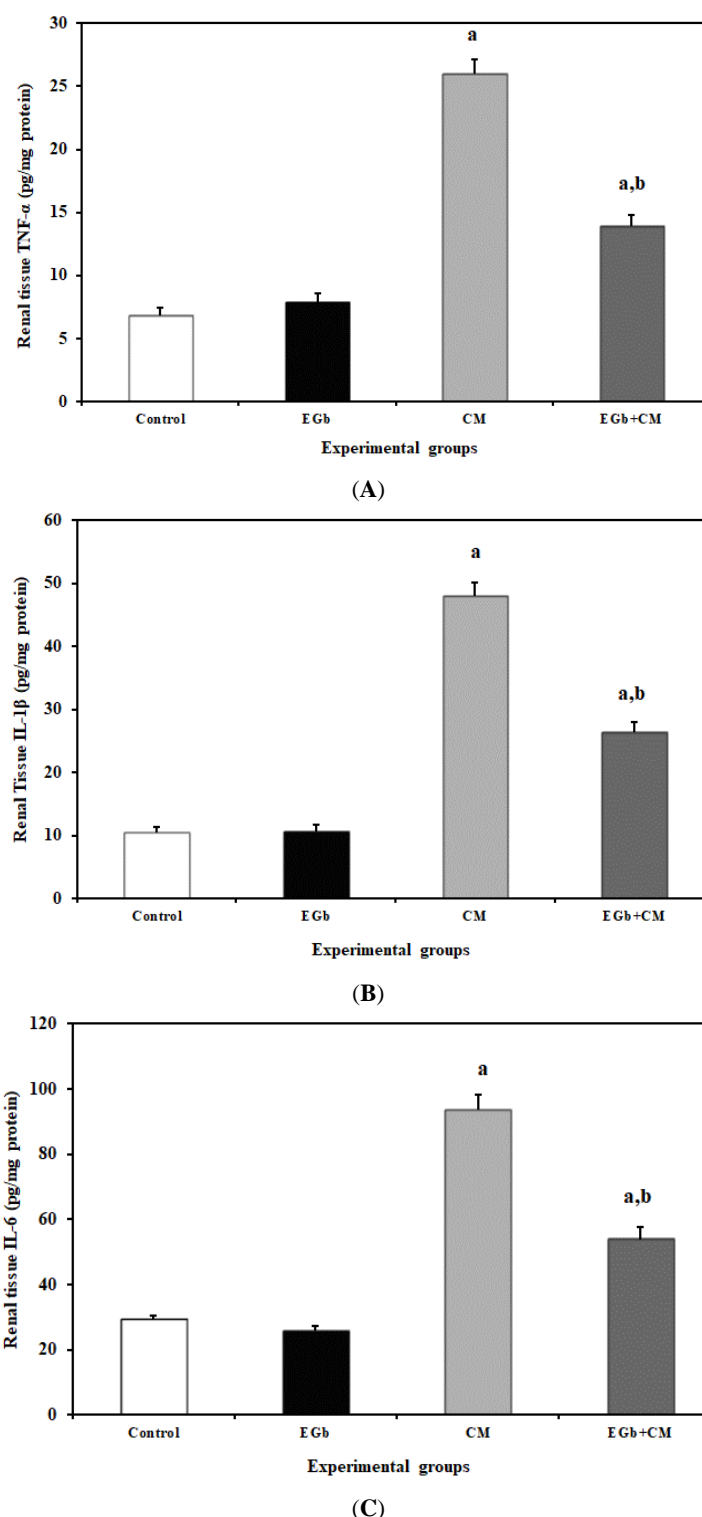 Renal tissue TNF-α (pg/mg protein)
30
25
20
15
10
5
0
a
a,b
Control EGb CM EGb+CM
Experimental groups
(A)
Renal Tissue IL-1β (pg/mg protein)
60
50
40
30
20
10
0
a
a,b
Control EGb CM EGb+CM
Experimental groups
(B)
Renal tissue IL-6 (pg/mg protein)
120
100
80
60
40
20
0
a
a,b
Control EGb CM EGb+CM
Experimental groups
(C)